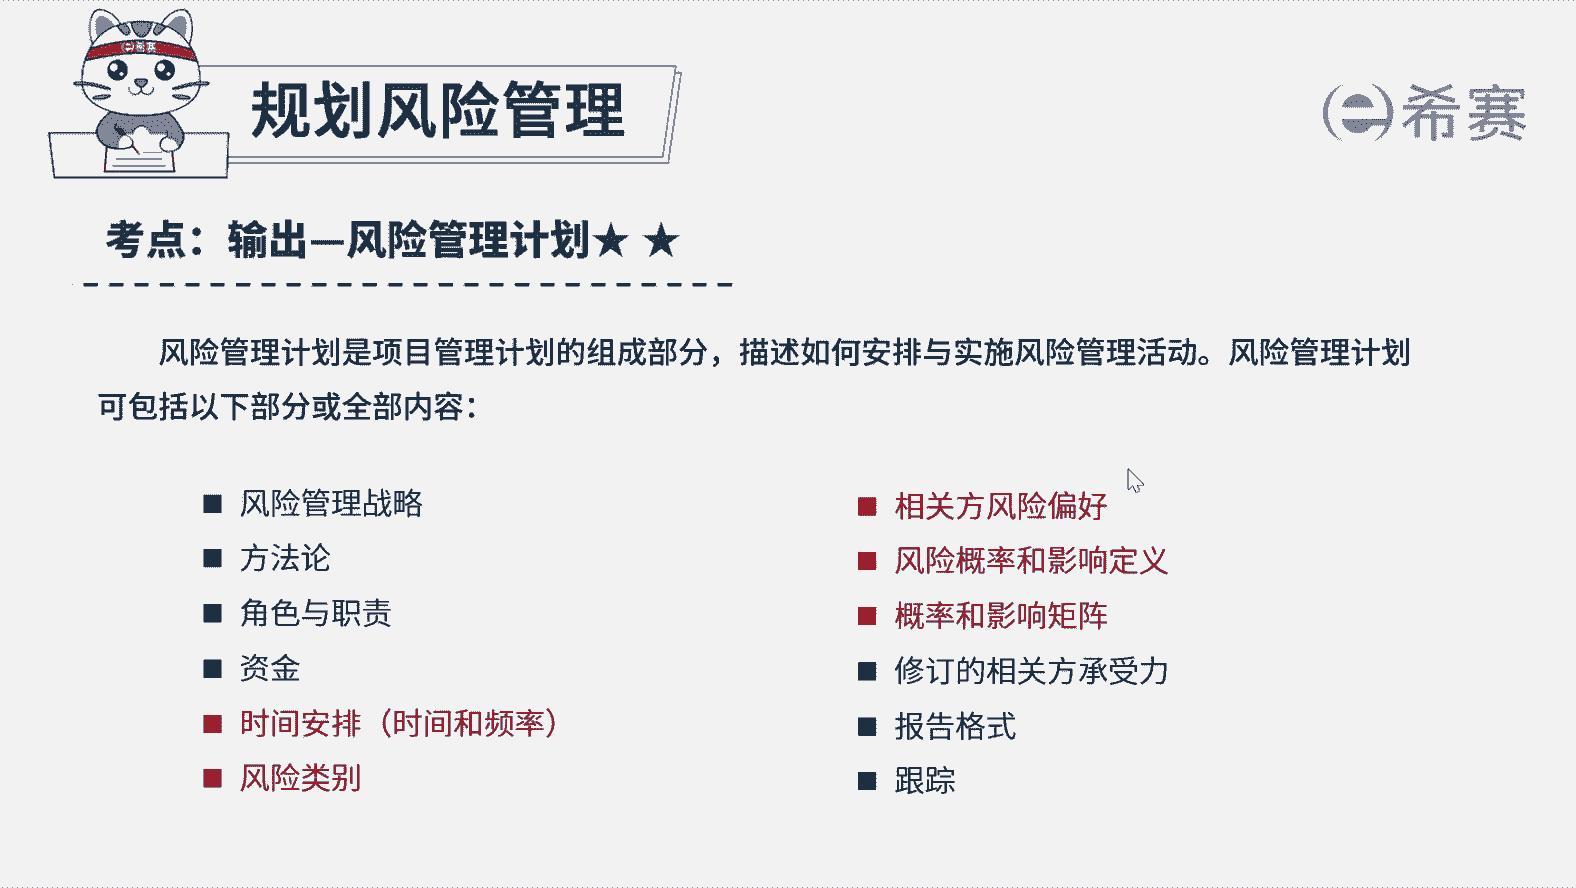 希赛
规划风险管理
希赛
考点：输出—风险管理计划★ ★
风险管理计划是项目管理计划的组成部分，描述如何安排与实施风险管理活动。风险管理计划
可包括以下部分或全部内容：
■ 风险管理战略
■ 方法论
■ 角色与职责
■ 资金
■ 时间安排（时间和频率）
■ 风险类别
■ 相关方风险偏好
■ 风险概率和影响定义
■ 概率和影响矩阵
■ 修订的相关方承受力
■ 报告格式
■ 跟踪